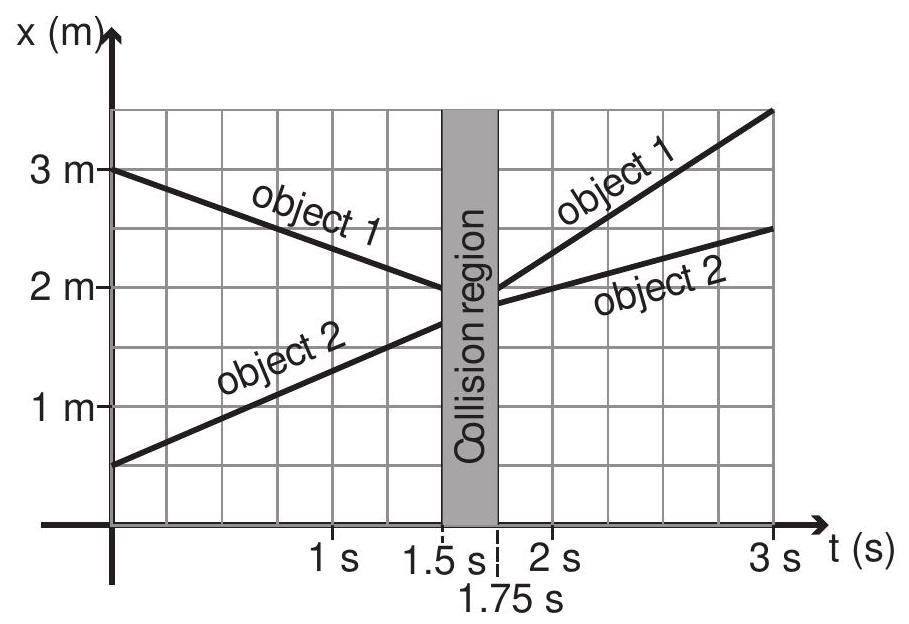 x (m)
3 m
object 1
object 1
2 m
object 2
object 2
1 m
Collision region
1 s
1.5 s
2 s
3 s
t (s)
1.75 s